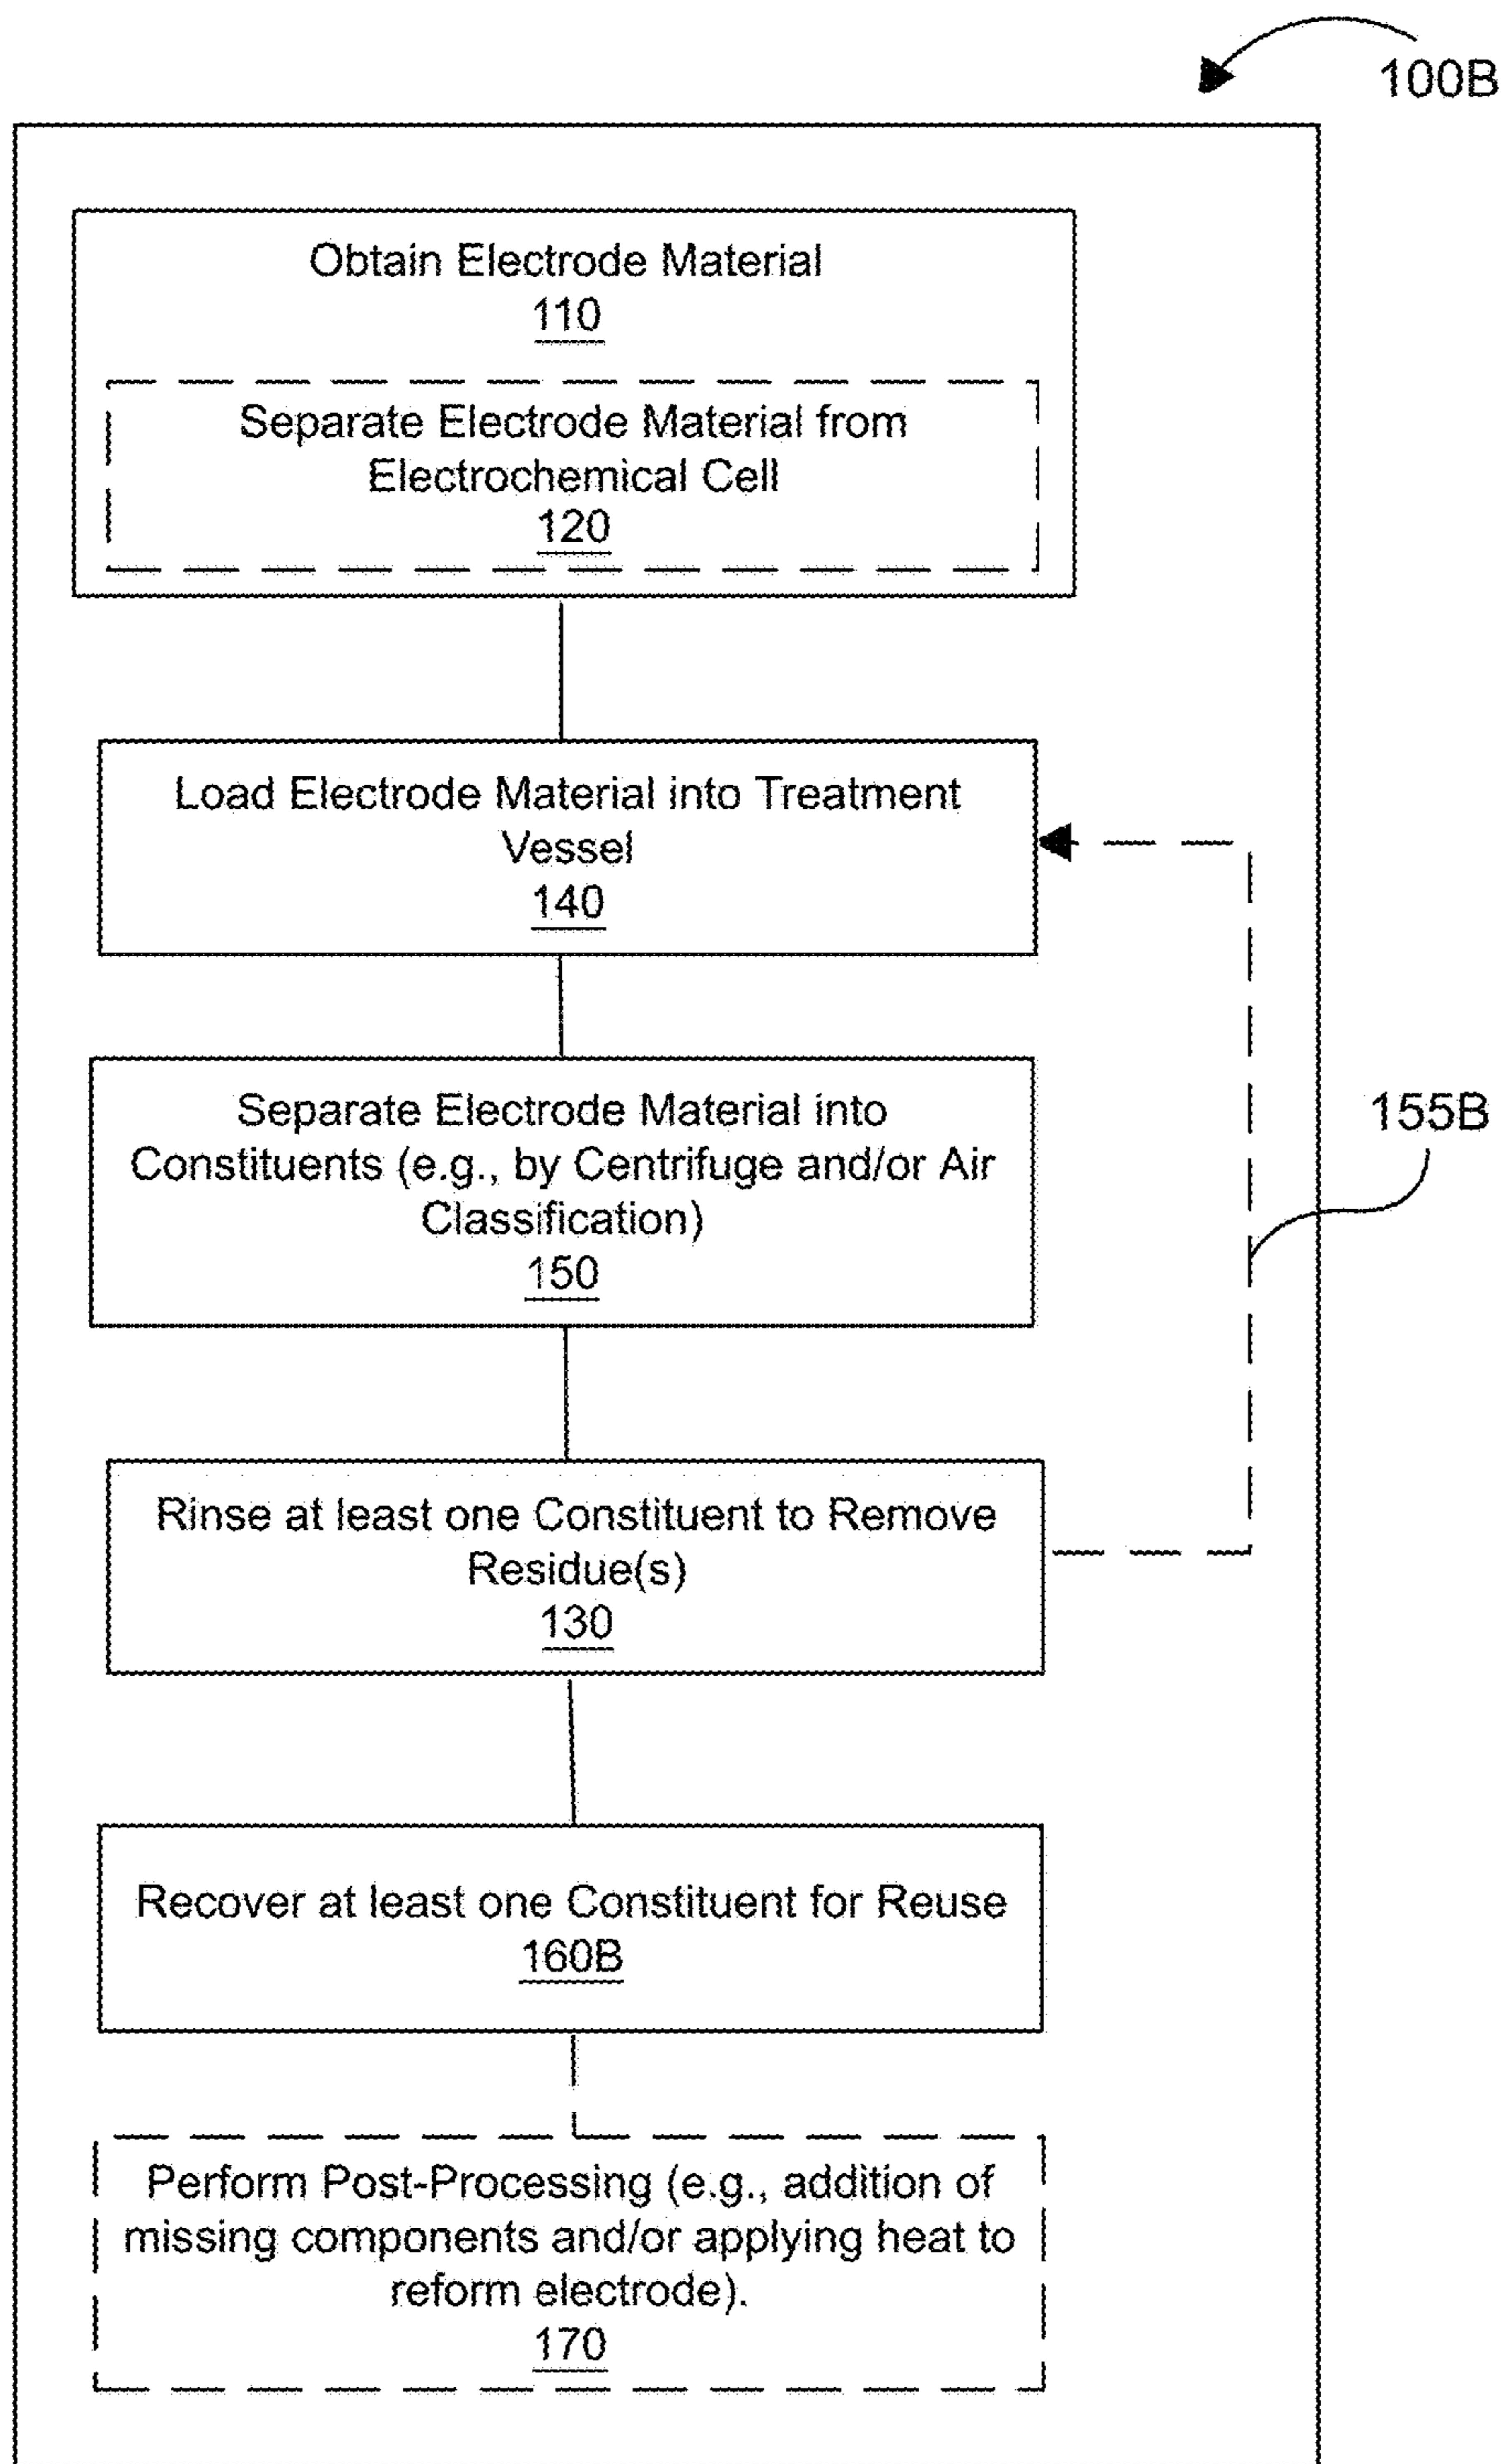 100B
Obtain Electrode Material
110
Separate Electrode Material from
Electrochemical Cell
120
Load Electrode Material into Treatment
Vessel
140
Separate Electrode Material into
Constituents (e.g., by Centrifuge and/or Air
Classification)
150
155B
Rinse at least one Constituent to Remove
Residue(s)
130
Recover at least one Constituent for Reuse
160B
Perform Post-Processing (e.g., addition of
missing components and/or applying heat to
reform electrode).
170